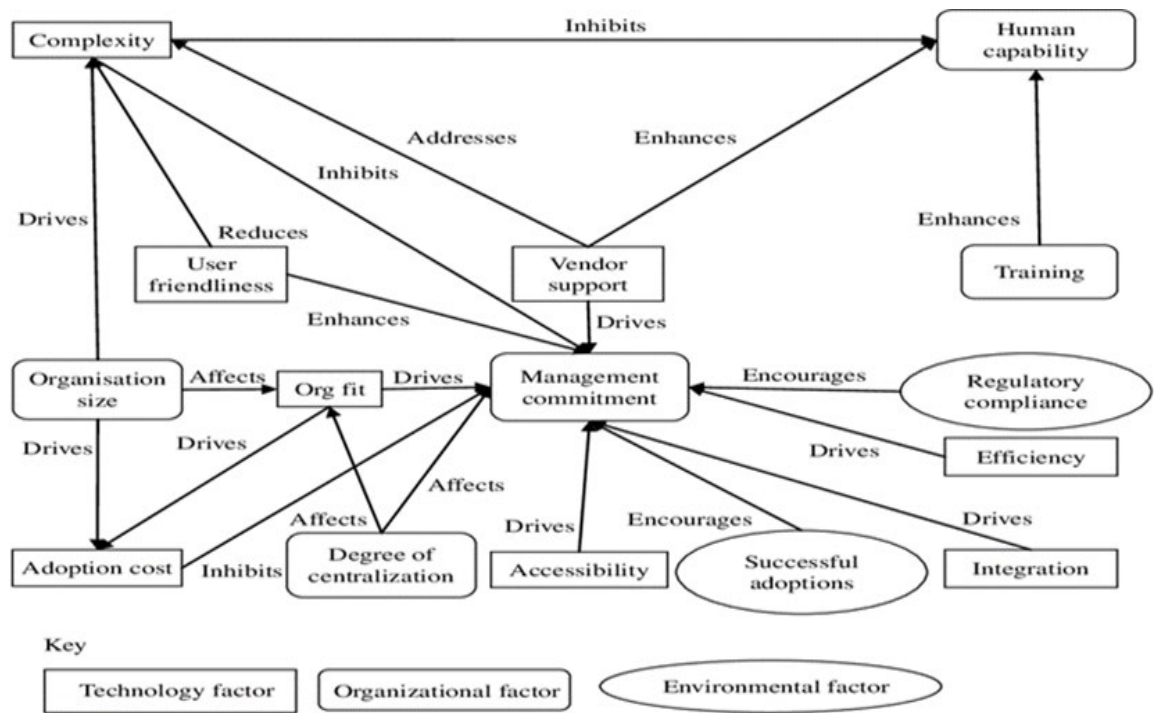 Complexity
Inhibits
Human
capability
Addresses
Enhances
Inhibits
Drives
Reduces
Enhances
User
friendliness
Vendor
support
Training
Enhances
Drives
Organisation
size
Affects
Org fit
Drives
Management
commitment
Encourages
Regulatory
compliance
Drives
Drives
Drives
Efficiency
Affects
Affects
Drives
Encourages
Drives
Adoption cost
Inhibits
Degree of
centralization
Accessibility
Successful
adoptions
Integration
Key
Technology factor
Organizational factor
Environmental factor